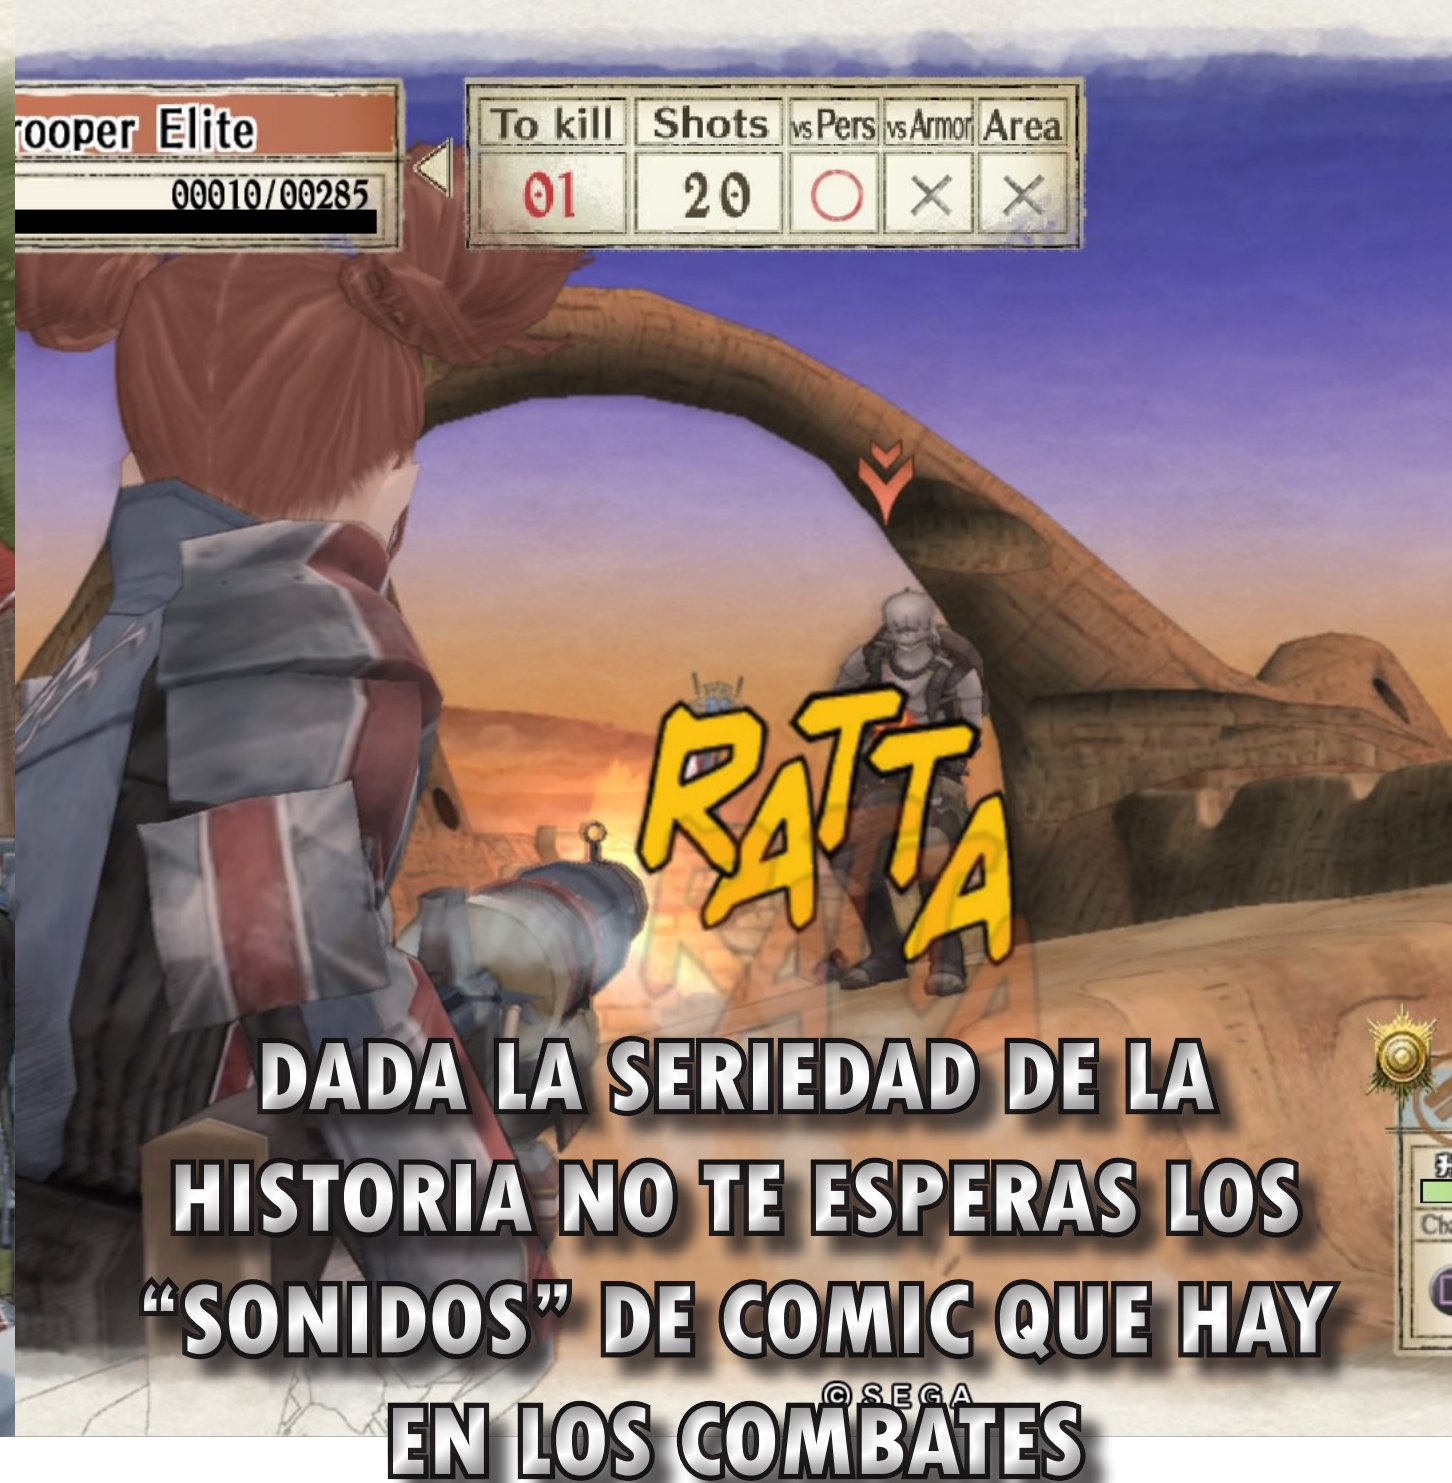 rooper Elite
00010/00285
To kill Shots vs Pers vs Armor Area
01 20
RATTA
DADA LA SERIEDAD DE LA
HISTORIA NO TE ESPERAS LOS
“SONIDOS” DE COMIC QUE HAY
© SEGA
EN LOS COMBATES